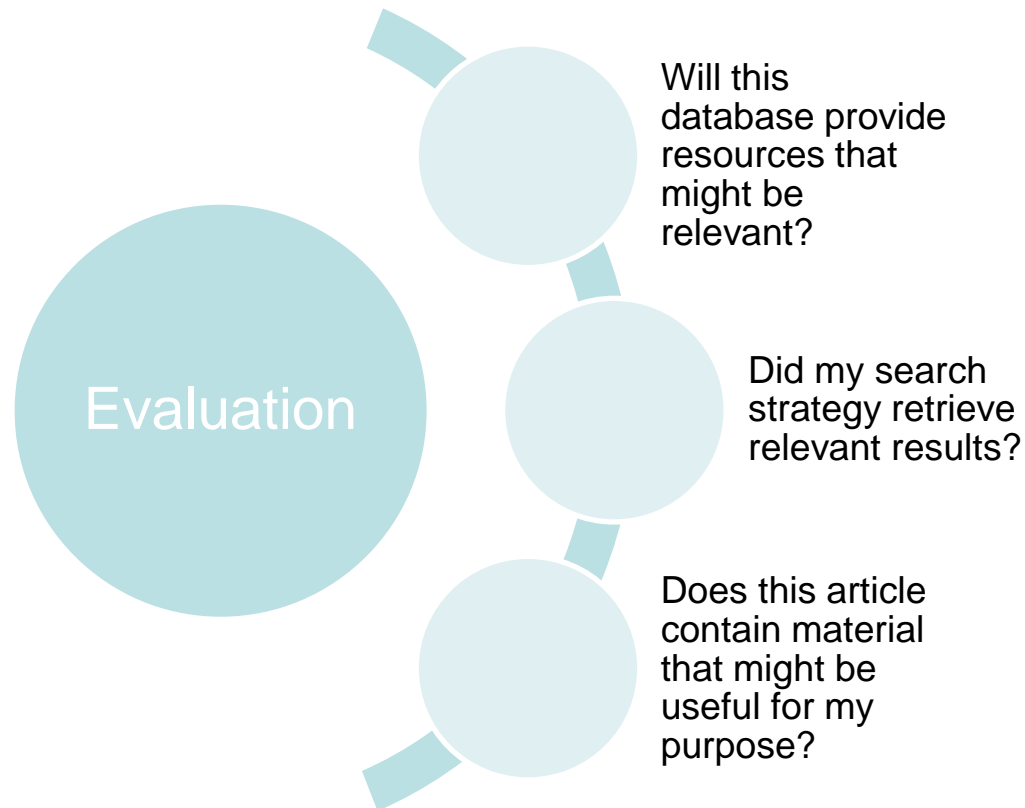 Evaluation
Will this
database provide
resources that
might be
relevant?
Did my search
strategy retrieve
relevant results?
Does this article
contain material
that might be
useful for my
purpose?